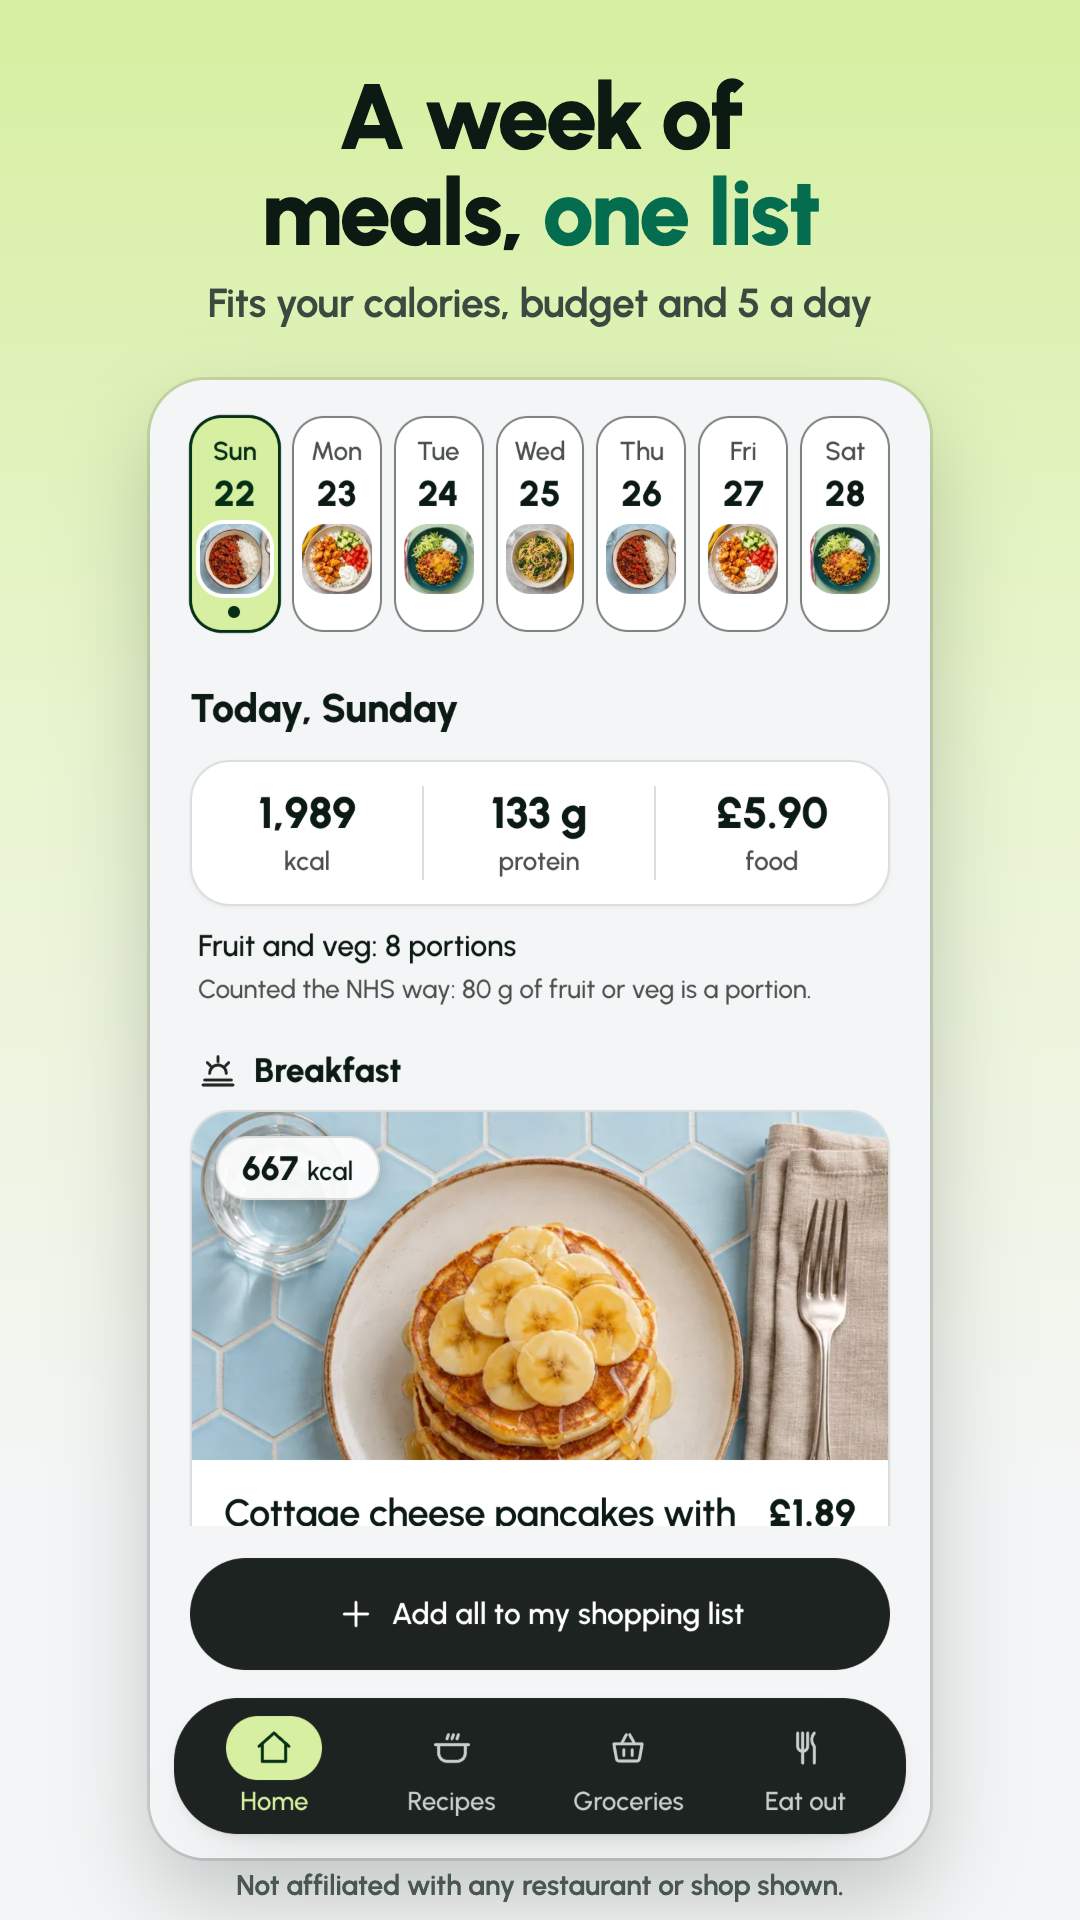 A week of
meals, one list
Fits your calories, budget and 5 a day
Sun Mon Tue Wed Thu Fri Sat
22 23 24 25 26 27 28
Today, Sunday
1,989 133 g £5.90
kcal protein food
Fruit and veg: 8 portions
Counted the NHS way: 80 g of fruit or veg is a portion.
Breakfast
667 kcal
Cottage cheese pancakes with £1.89
Add all to my shopping list
Home Recipes Groceries Eat out
Not affiliated with any restaurant or shop shown.